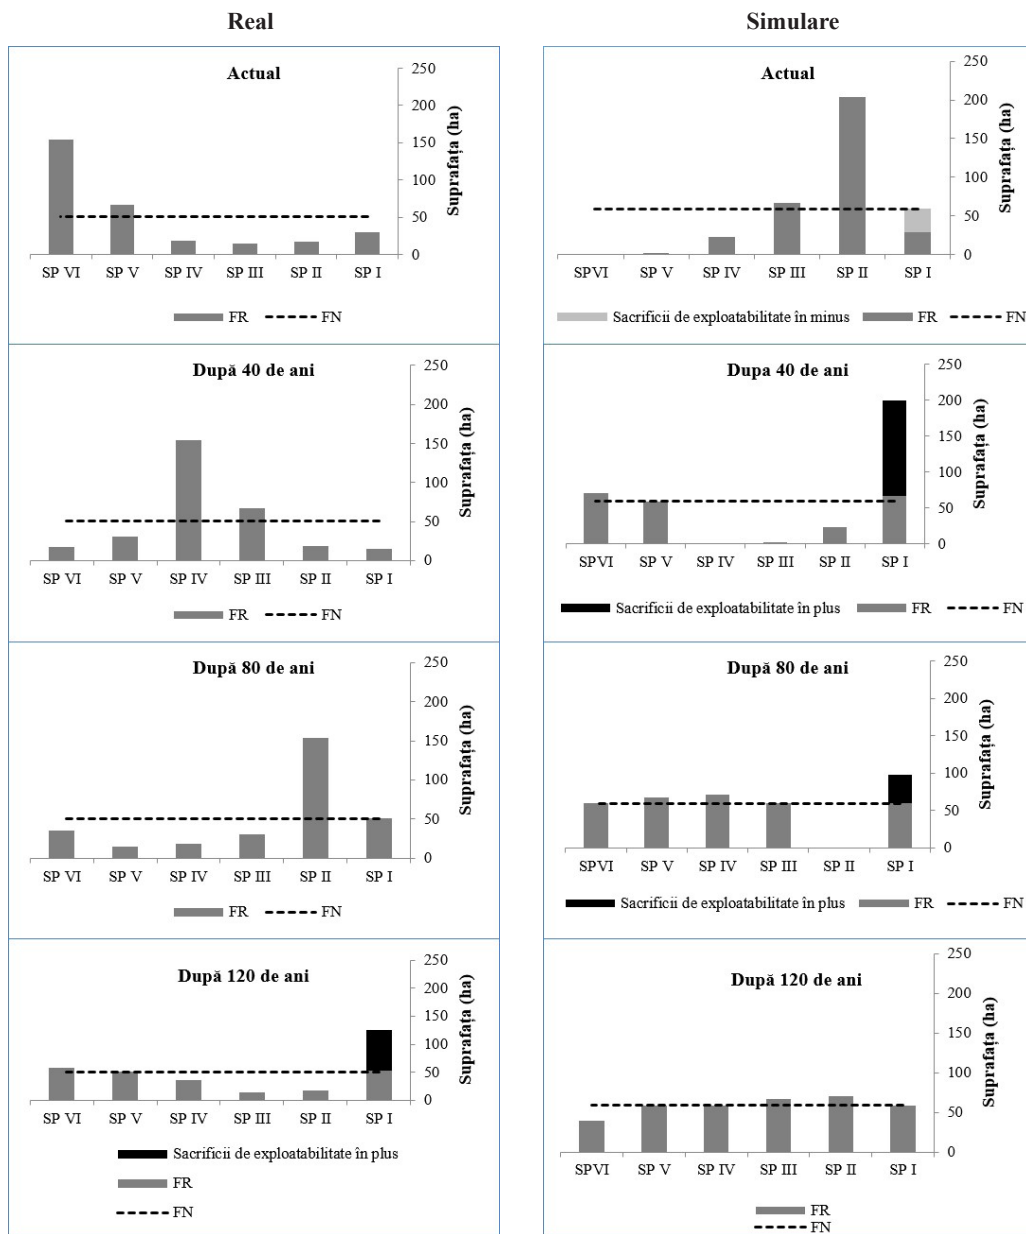 Real
Simulare
Actual
250
200
150
100
50
0
Suprafața (ha)
SP VI SP V SP IV SP III SP II SP I
FR FN
Actual
250
200
150
100
50
0
Suprafața (ha)
SPVI SP V SP IV SP III SP II SP I
Sacrificii de exploatabilitate în minus FR FN
După 40 de ani
250
200
150
100
50
0
Suprafața (ha)
SP VI SP V SP IV SP III SP II SP I
FR FN
Dupa 40 de ani
250
200
150
100
50
0
Suprafața (ha)
SPVI SP V SP IV SP III SP II SP I
Sacrificii de exploatabilitate în plus FR FN
După 80 de ani
250
200
150
100
50
0
Suprafața (ha)
SP VI SP V SP IV SP III SP II SP I
FR FN
După 80 de ani
250
200
150
100
50
0
Suprafața (ha)
SPVI SP V SP IV SP III SP II SP I
Sacrificii de exploatabilitate în plus FR FN
După 120 de ani
250
200
150
100
50
0
Suprafața (ha)
SP VI SP V SP IV SP III SP II SP I
Sacrificii de exploatabilitate în plus
FR
FN
După 120 de ani
250
200
150
100
50
0
Suprafața (ha)
SPVI SP V SP IV SP III SP II SP I
FR
FN